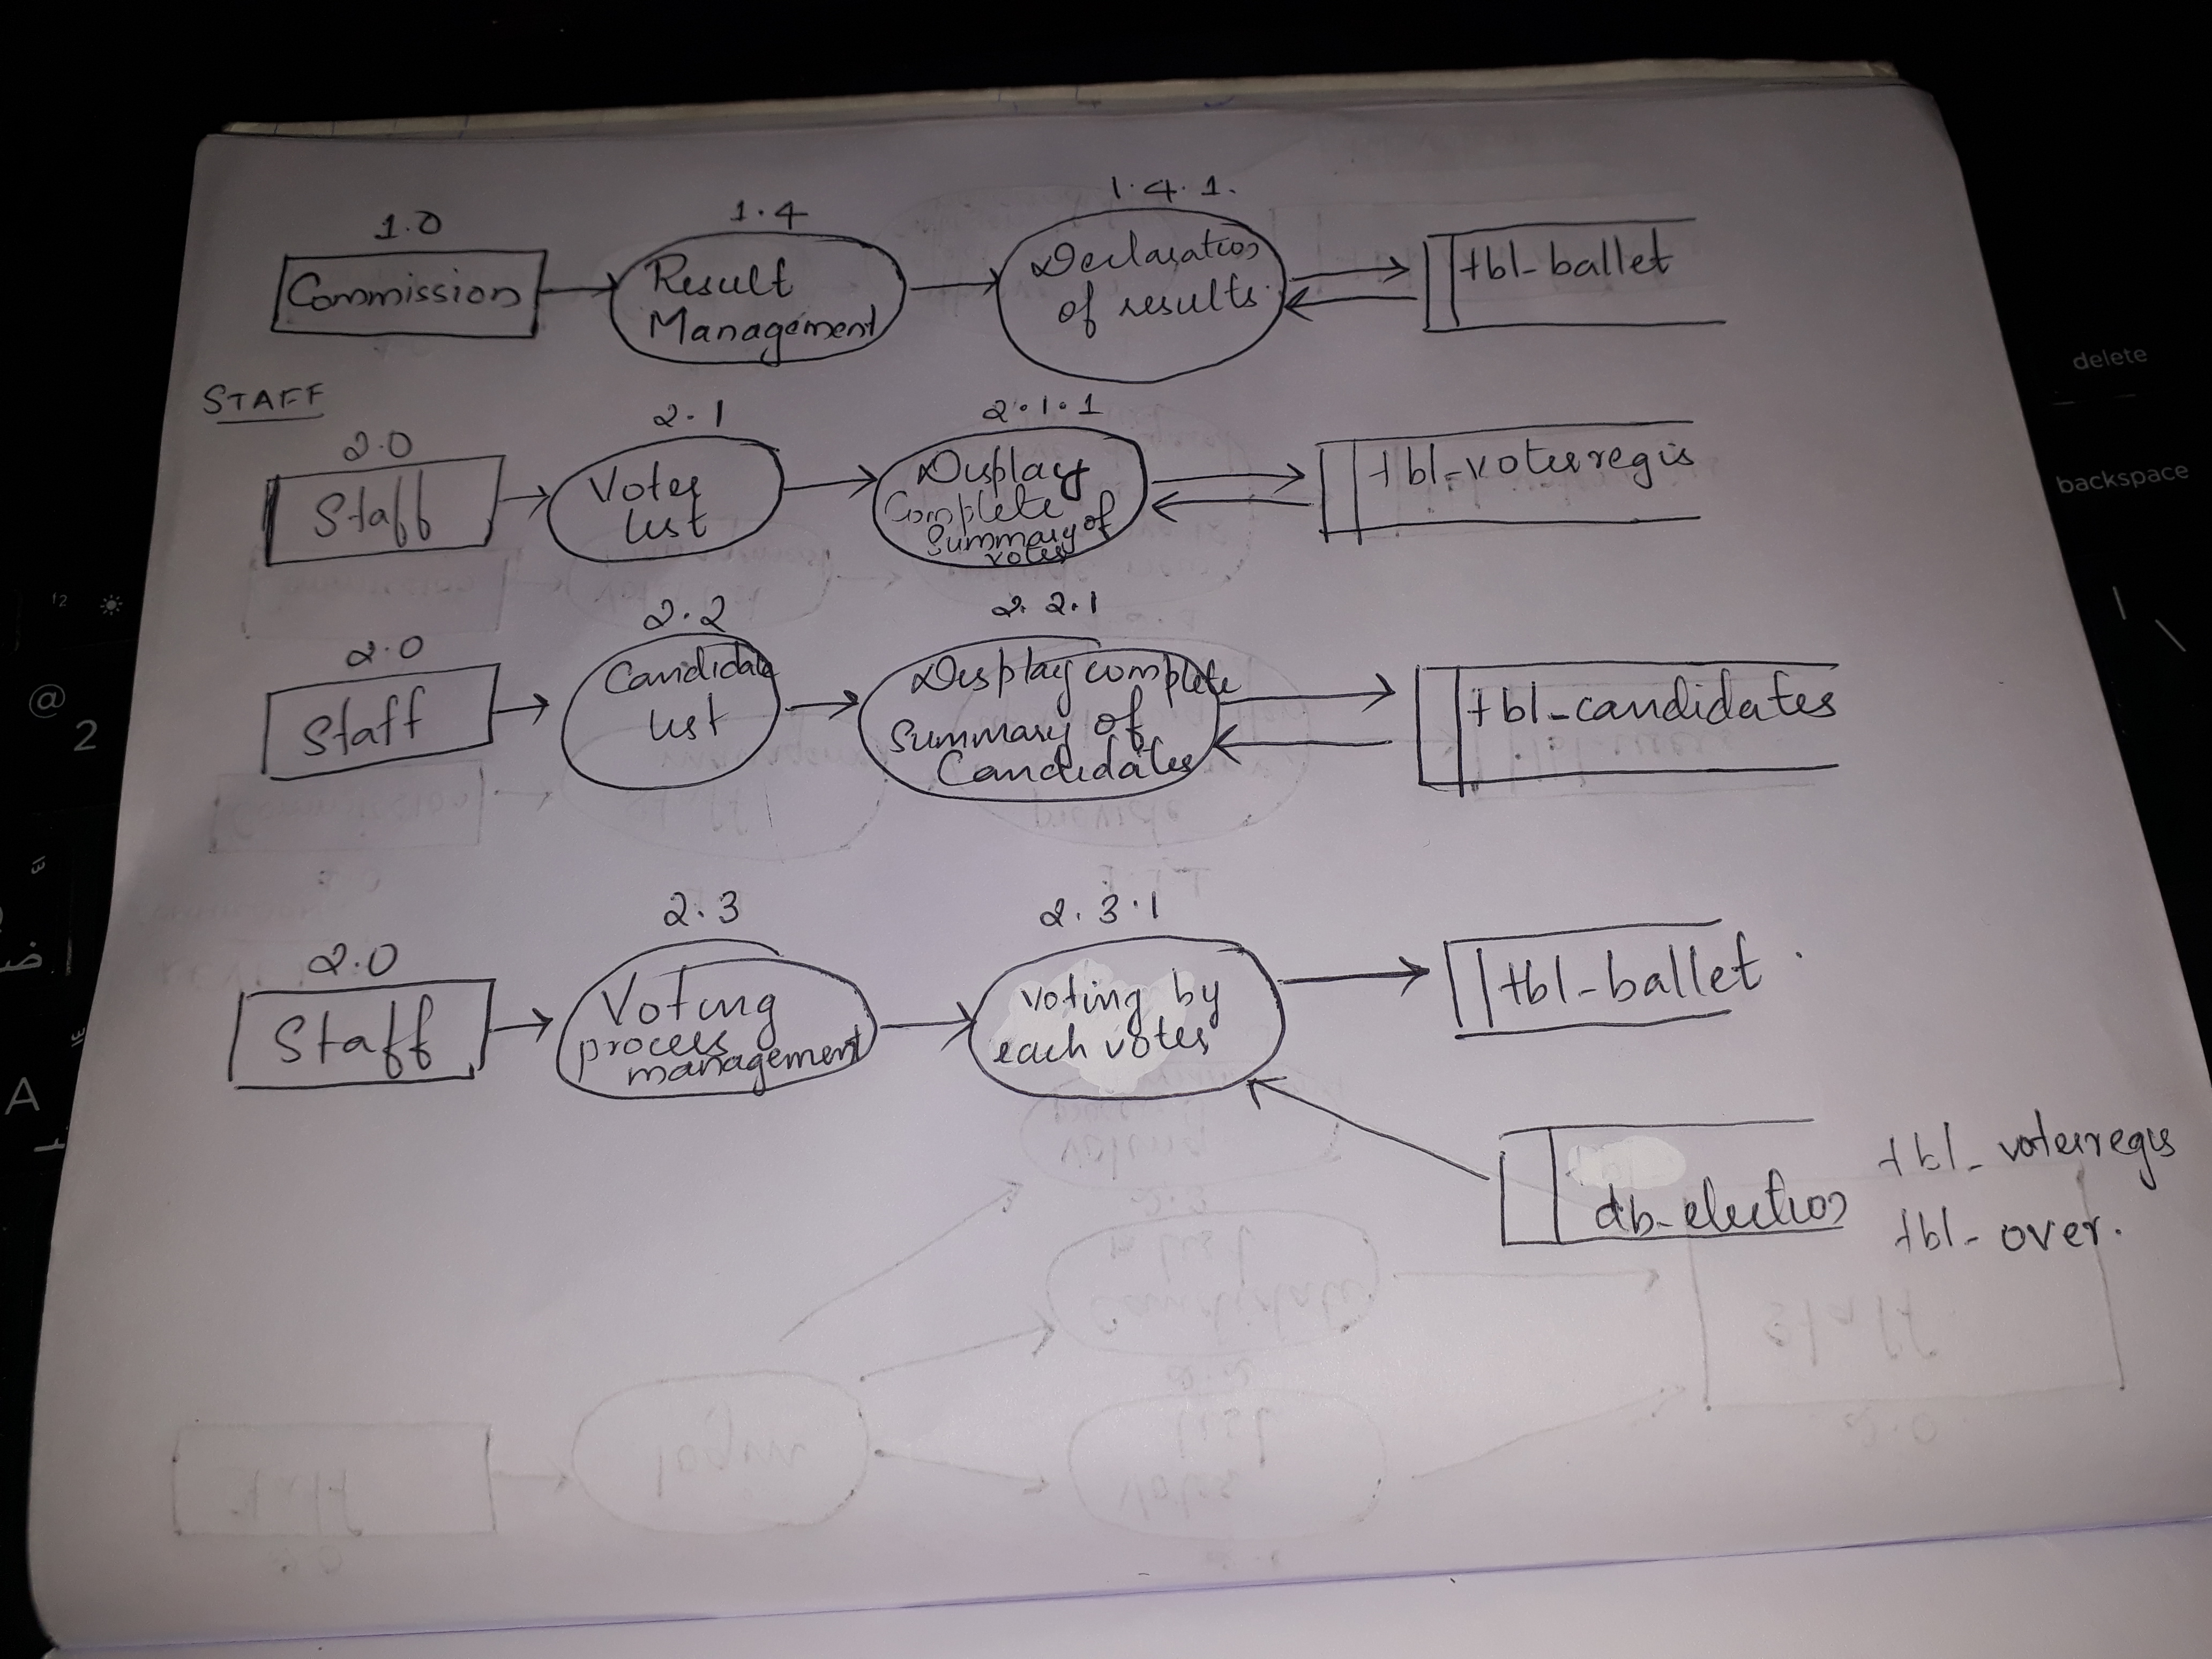 1.0
1.4
1.4.1.
Commission
Result
Management
Declaration
of results.
tbl-ballet
STAFF
2.0
2.1
2.1.1
Staff
Voter
list
Display
Complete
Summary of
voter
tbl-voterregis
2.0
2.2
2.2.1
Staff
Candidate
list
Display complete
Summary of
Candidates
tbl-candidates
2.0
2.3
2.3.1
Staff
Voting
process
management
voting by
each voter
tbl-ballet.
db-election
tbl-voterregis
tbl-over.
delete
backspace
@
2
A